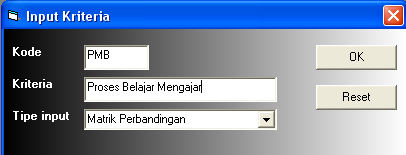 Input Kriteria
Kode PMB OK
Kriteria Proses Belajar Mengajar Reset
Tipe input Matrik Perbandingan